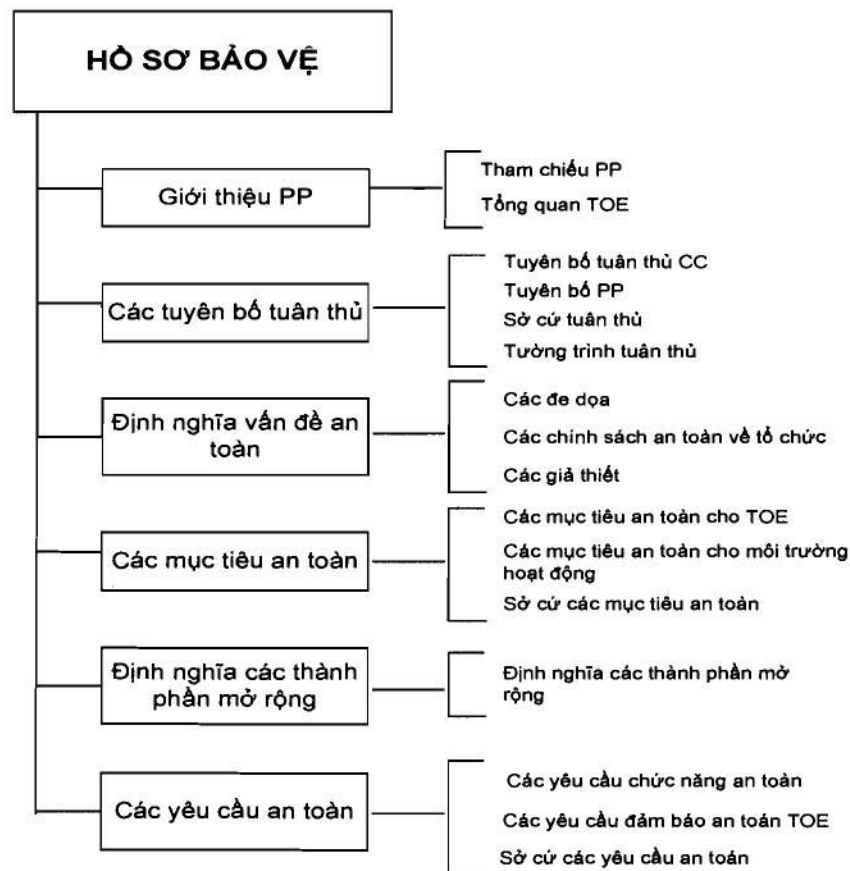 HỒ SƠ BẢO VỆ
Giới thiệu PP
Tham chiếu PP
Tổng quan TOE
Các tuyên bố tuân thủ
Tuyên bố tuân thủ CC
Tuyên bố PP
Sở cứ tuân thủ
Tường trình tuân thủ
Định nghĩa vấn đề an
toàn
Các đe dọa
Các chính sách an toàn về tổ chức
Các giả thiết
Các mục tiêu an toàn
Các mục tiêu an toàn cho TOE
Các mục tiêu an toàn cho môi trường
hoạt động
Sở cứ các mục tiêu an toàn
Định nghĩa các thành
phần mở rộng
Định nghĩa các thành phần mở
rộng
Các yêu cầu an toàn
Các yêu cầu chức năng an toàn
Các yêu cầu đảm bảo an toán TOE
Sở cứ các yêu cầu an toán